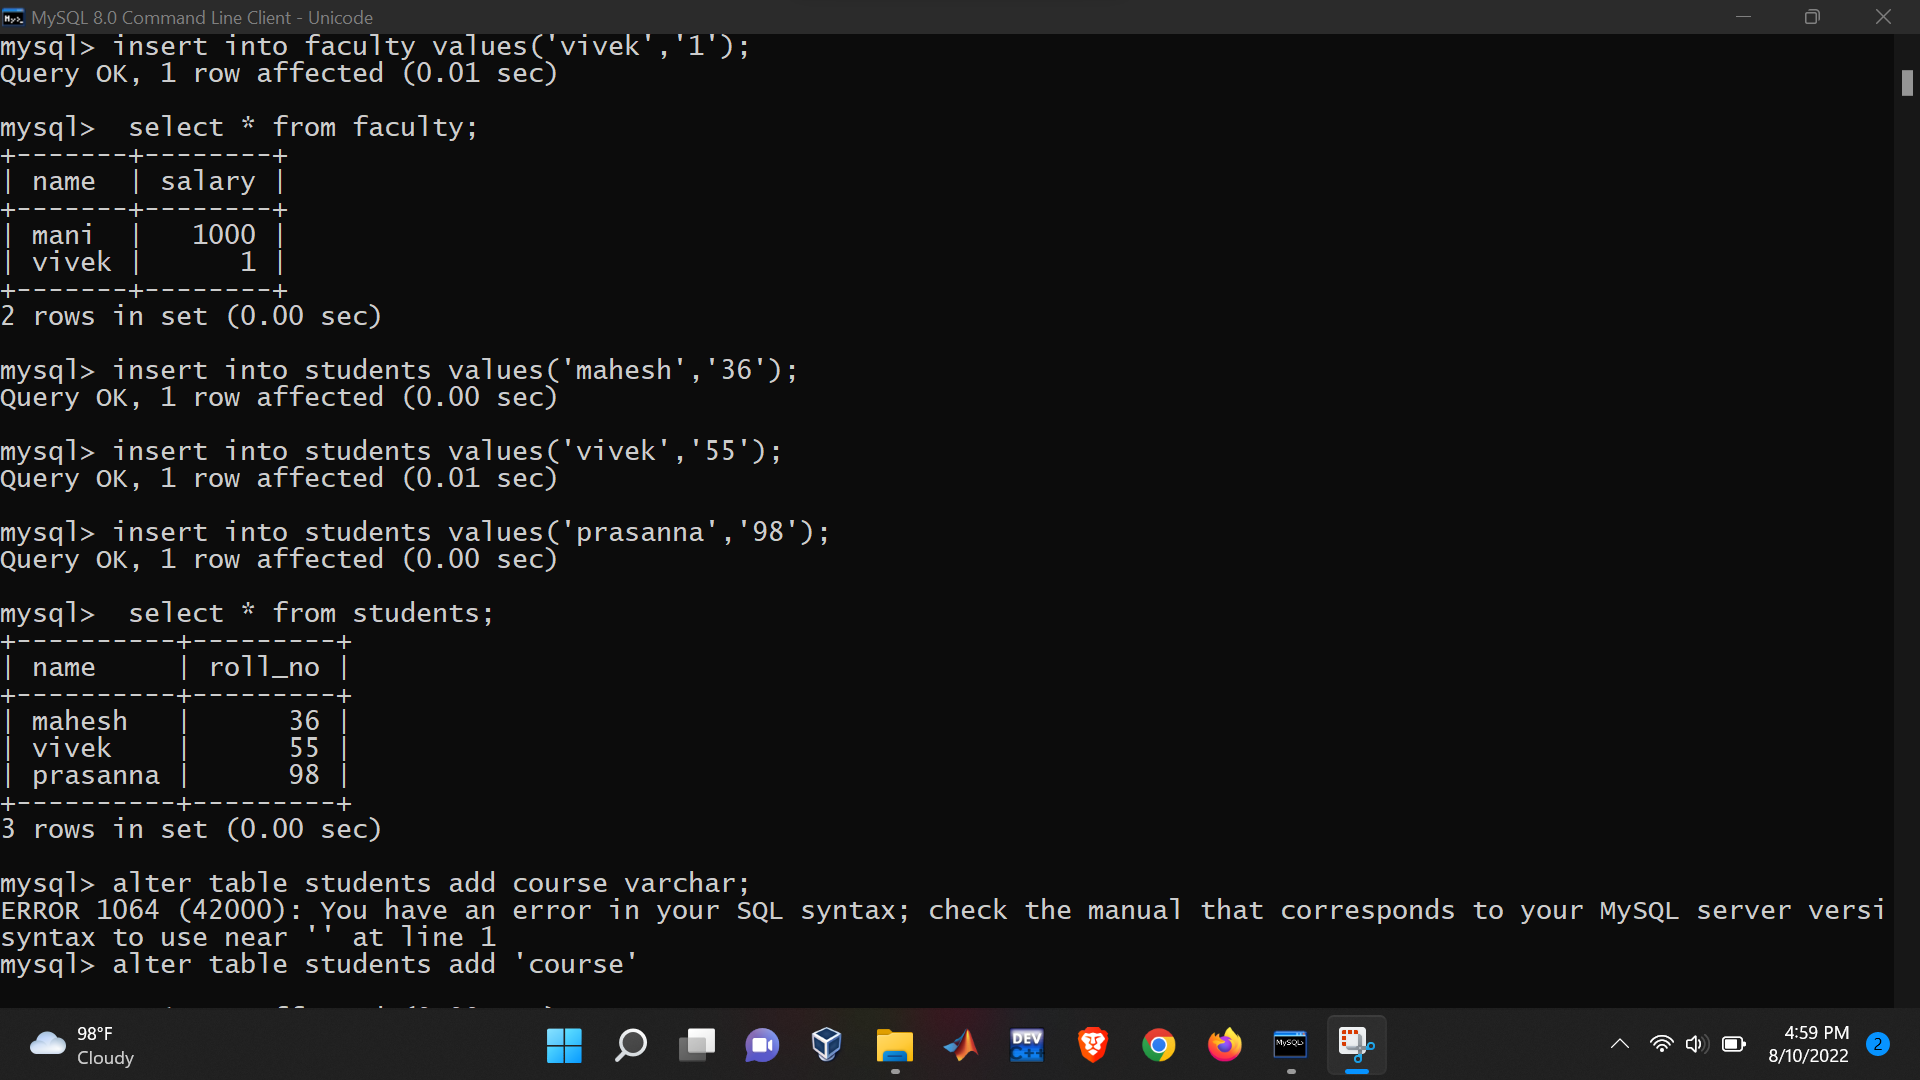 MySQL 8.0 Command Line Client - Unicode
mysql> insert into faculty values('vivek','1');
Query OK, 1 row affected (0.01 sec)
mysql>  select * from faculty;
+-------+--------+
| name  | salary |
+-------+--------+
| mani  |   1000 |
| vivek |      1 |
+-------+--------+
2 rows in set (0.00 sec)
mysql> insert into students values('mahesh','36');
Query OK, 1 row affected (0.00 sec)
mysql> insert into students values('vivek','55');
Query OK, 1 row affected (0.01 sec)
mysql> insert into students values('prasanna','98');
Query OK, 1 row affected (0.00 sec)
mysql>  select * from students;
+----------+---------+
| name     | roll_no |
+----------+---------+
| mahesh   |      36 |
| vivek    |      55 |
| prasanna |      98 |
+----------+---------+
3 rows in set (0.00 sec)
mysql> alter table students add course varchar;
ERROR 1064 (42000): You have an error in your SQL syntax; check the manual that corresponds to your MySQL server versi
syntax to use near '' at line 1
mysql> alter table students add 'course'
98°F
Cloudy
DEV
C++
MySQL>
4:59 PM
8/10/2022
2